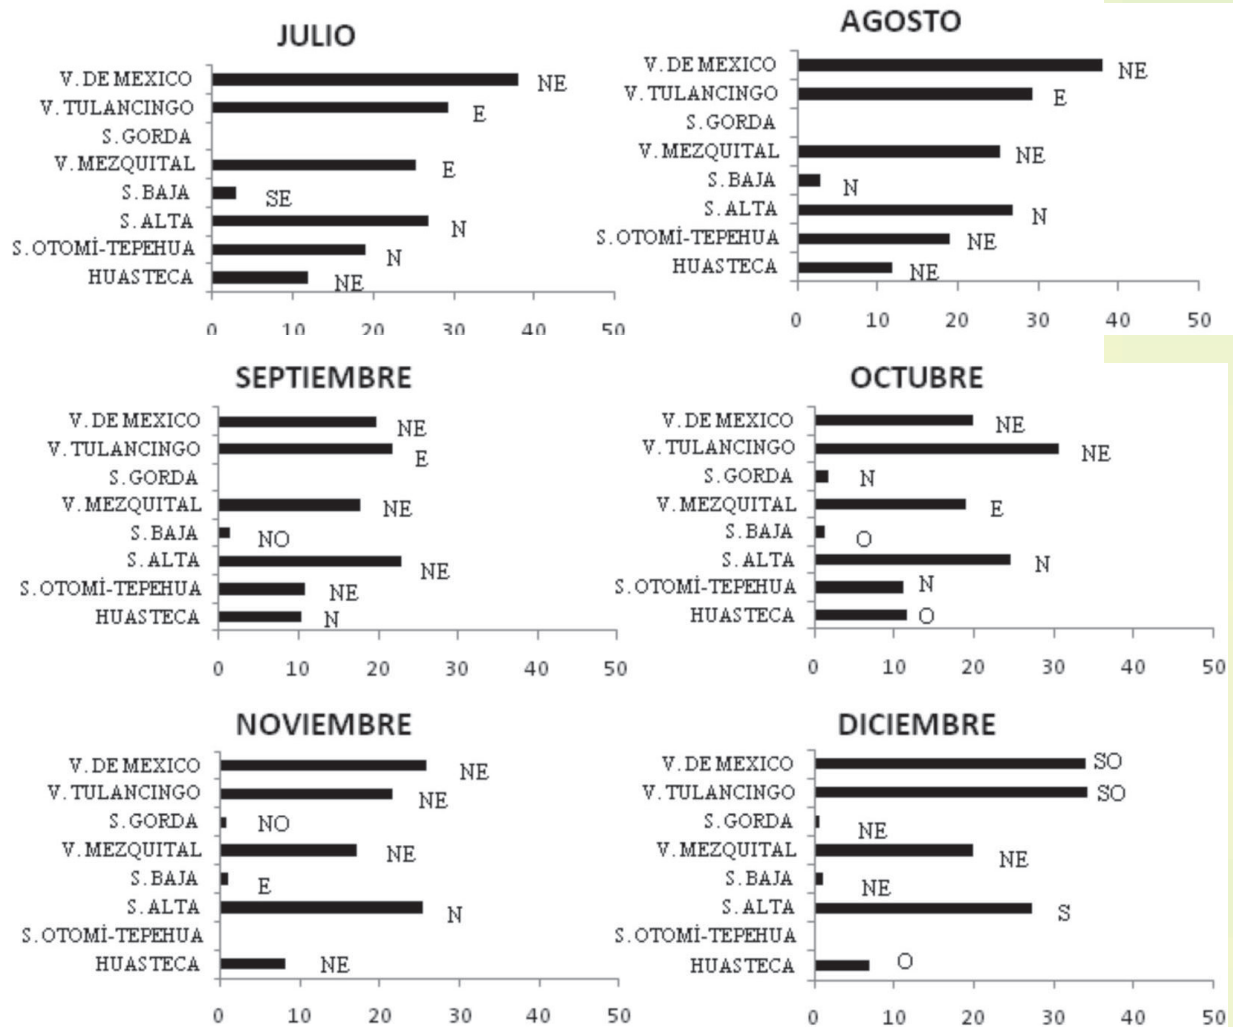 JULIO
V. DE MEXICO NE
V. TULANCINGO E
S. GORDA
V. MEZQUITAL E
S. BAJA SE
S. ALTA N
S. OTOMÍ-TEPEHUA N
HUASTECA NE
0 10 20 30 40 50
AGOSTO
V. DE MEXICO NE
V. TULANCINGO E
S. GORDA
V. MEZQUITAL NE
S. BAJA N
S. ALTA N
S. OTOMÍ-TEPEHUA NE
HUASTECA NE
0 10 20 30 40 50
SEPTIEMBRE
V. DE MEXICO NE
V. TULANCINGO E
S. GORDA
V. MEZQUITAL NE
S. BAJA NO
S. ALTA NE
S. OTOMÍ-TEPEHUA NE
HUASTECA N
0 10 20 30 40 50
OCTUBRE
V. DE MEXICO NE
V. TULANCINGO NE
S. GORDA N
V. MEZQUITAL E
S. BAJA O
S. ALTA N
S. OTOMÍ-TEPEHUA N
HUASTECA O
0 10 20 30 40 50
NOVIEMBRE
V. DE MEXICO NE
V. TULANCINGO NE
S. GORDA NO
V. MEZQUITAL NE
S. BAJA E
S. ALTA N
S. OTOMÍ-TEPEHUA
HUASTECA NE
0 10 20 30 40 50
DICIEMBRE
V. DE MEXICO SO
V. TULANCINGO SO
S. GORDA NE
V. MEZQUITAL NE
S. BAJA NE
S. ALTA S
S. OTOMÍ-TEPEHUA
HUASTECA O
0 10 20 30 40 50